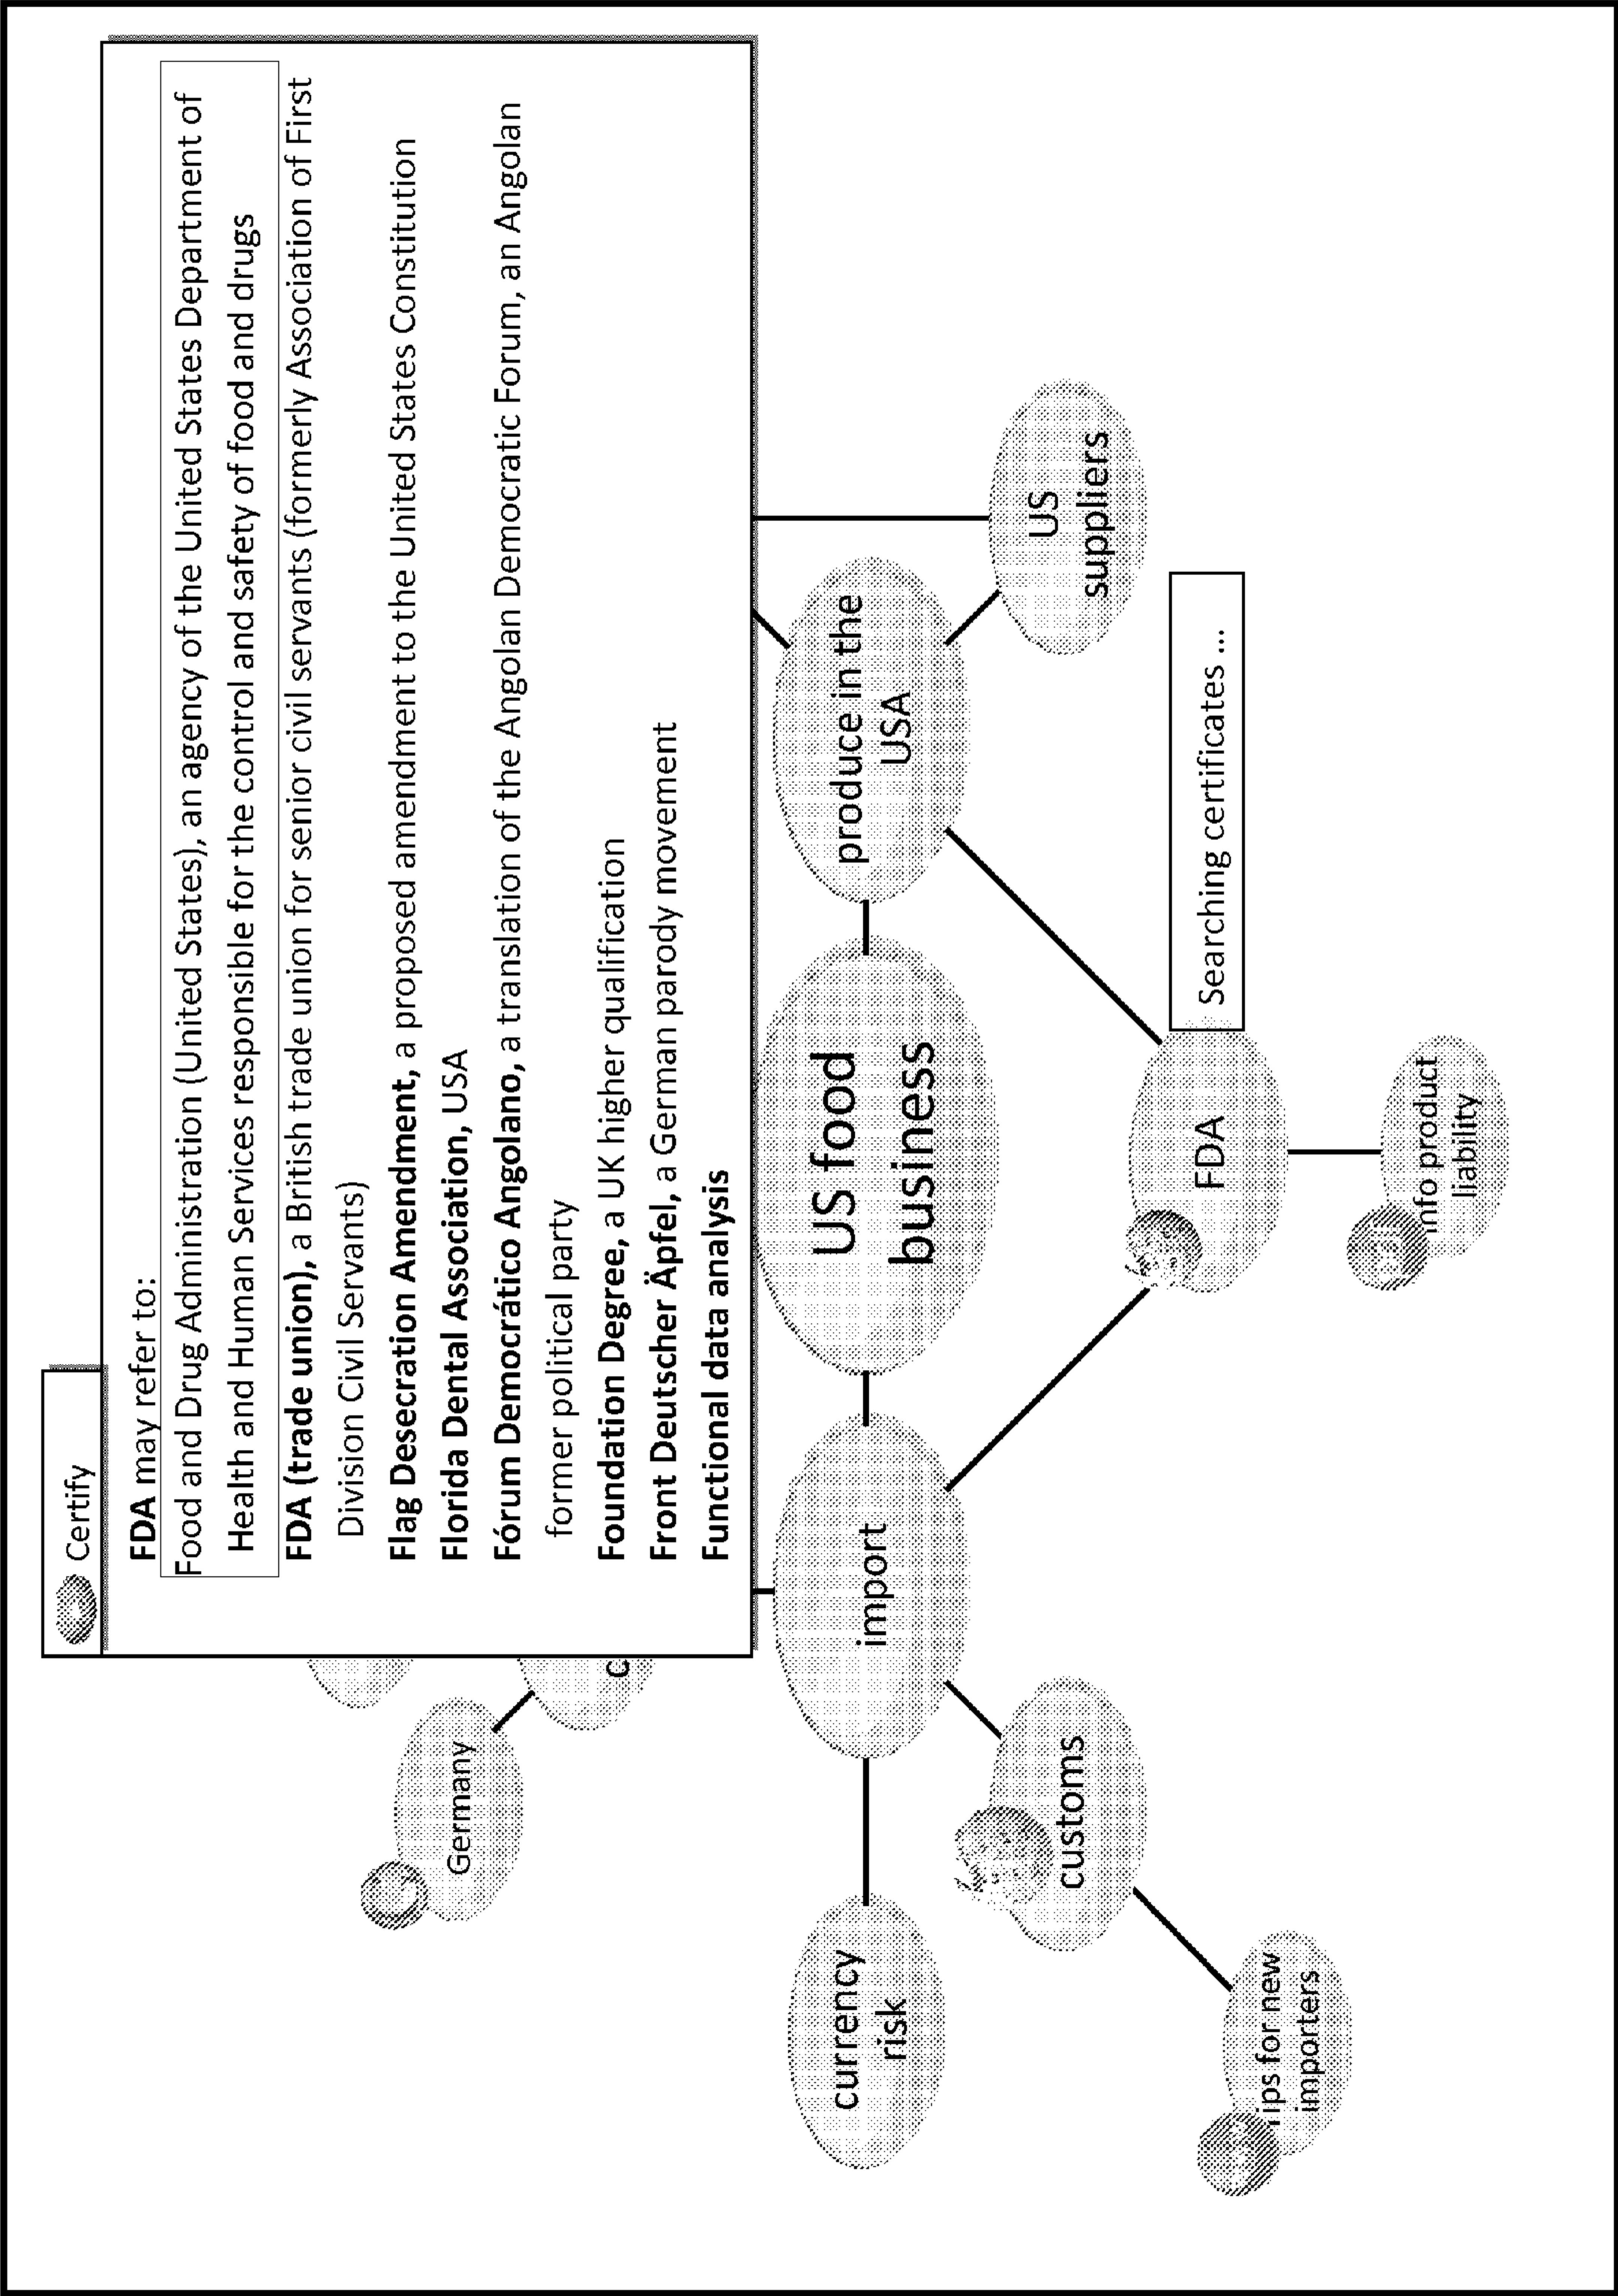 Certify
FDA may refer to:
Food and Drug Administration (United States), an agency of the United States Department of
Health and Human Services responsible for the control and safety of food and drugs
FDA (trade union), a British trade union for senior civil servants (formerly Association of First
Division Civil Servants)
Flag Desecration Amendment, a proposed amendment to the United States Constitution
Florida Dental Association, USA
Fórum Democrático Angolano, a translation of the Angolan Democratic Forum, an Angolan
former political party
Foundation Degree, a UK higher qualification
Front Deutscher Äpfel, a German parody movement
Functional data analysis
Germany
c
currency
risk
import
US food
business
produce in the
USA
customs
US
suppliers
FDA
Searching certificates ...
ips for new
importers
info product
liability